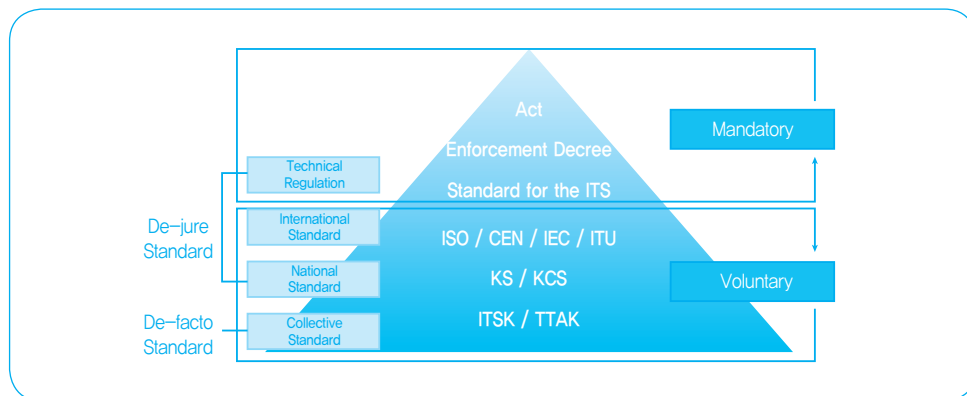 Act
Mandatory
Enforcement Decree
Technical
Regulation
Standard for the ITS
De-jure
Standard
International
Standard
ISO / CEN / IEC / ITU
National
Standard
KS / KCS
Voluntary
De-facto
Standard
Collective
Standard
ITSK / TTAK